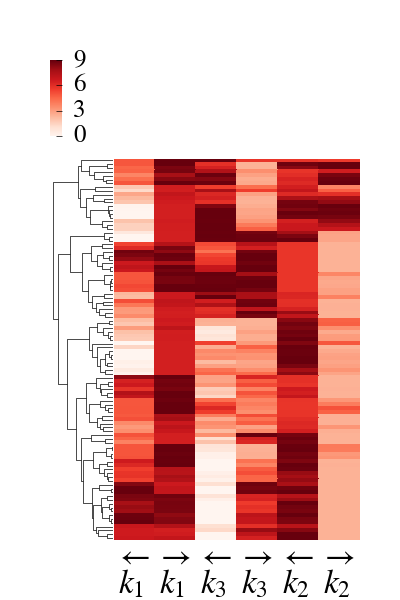 9
6
3
0
← → ← → ← →
k₁ k₁ k₃ k₃ k₂ k₂